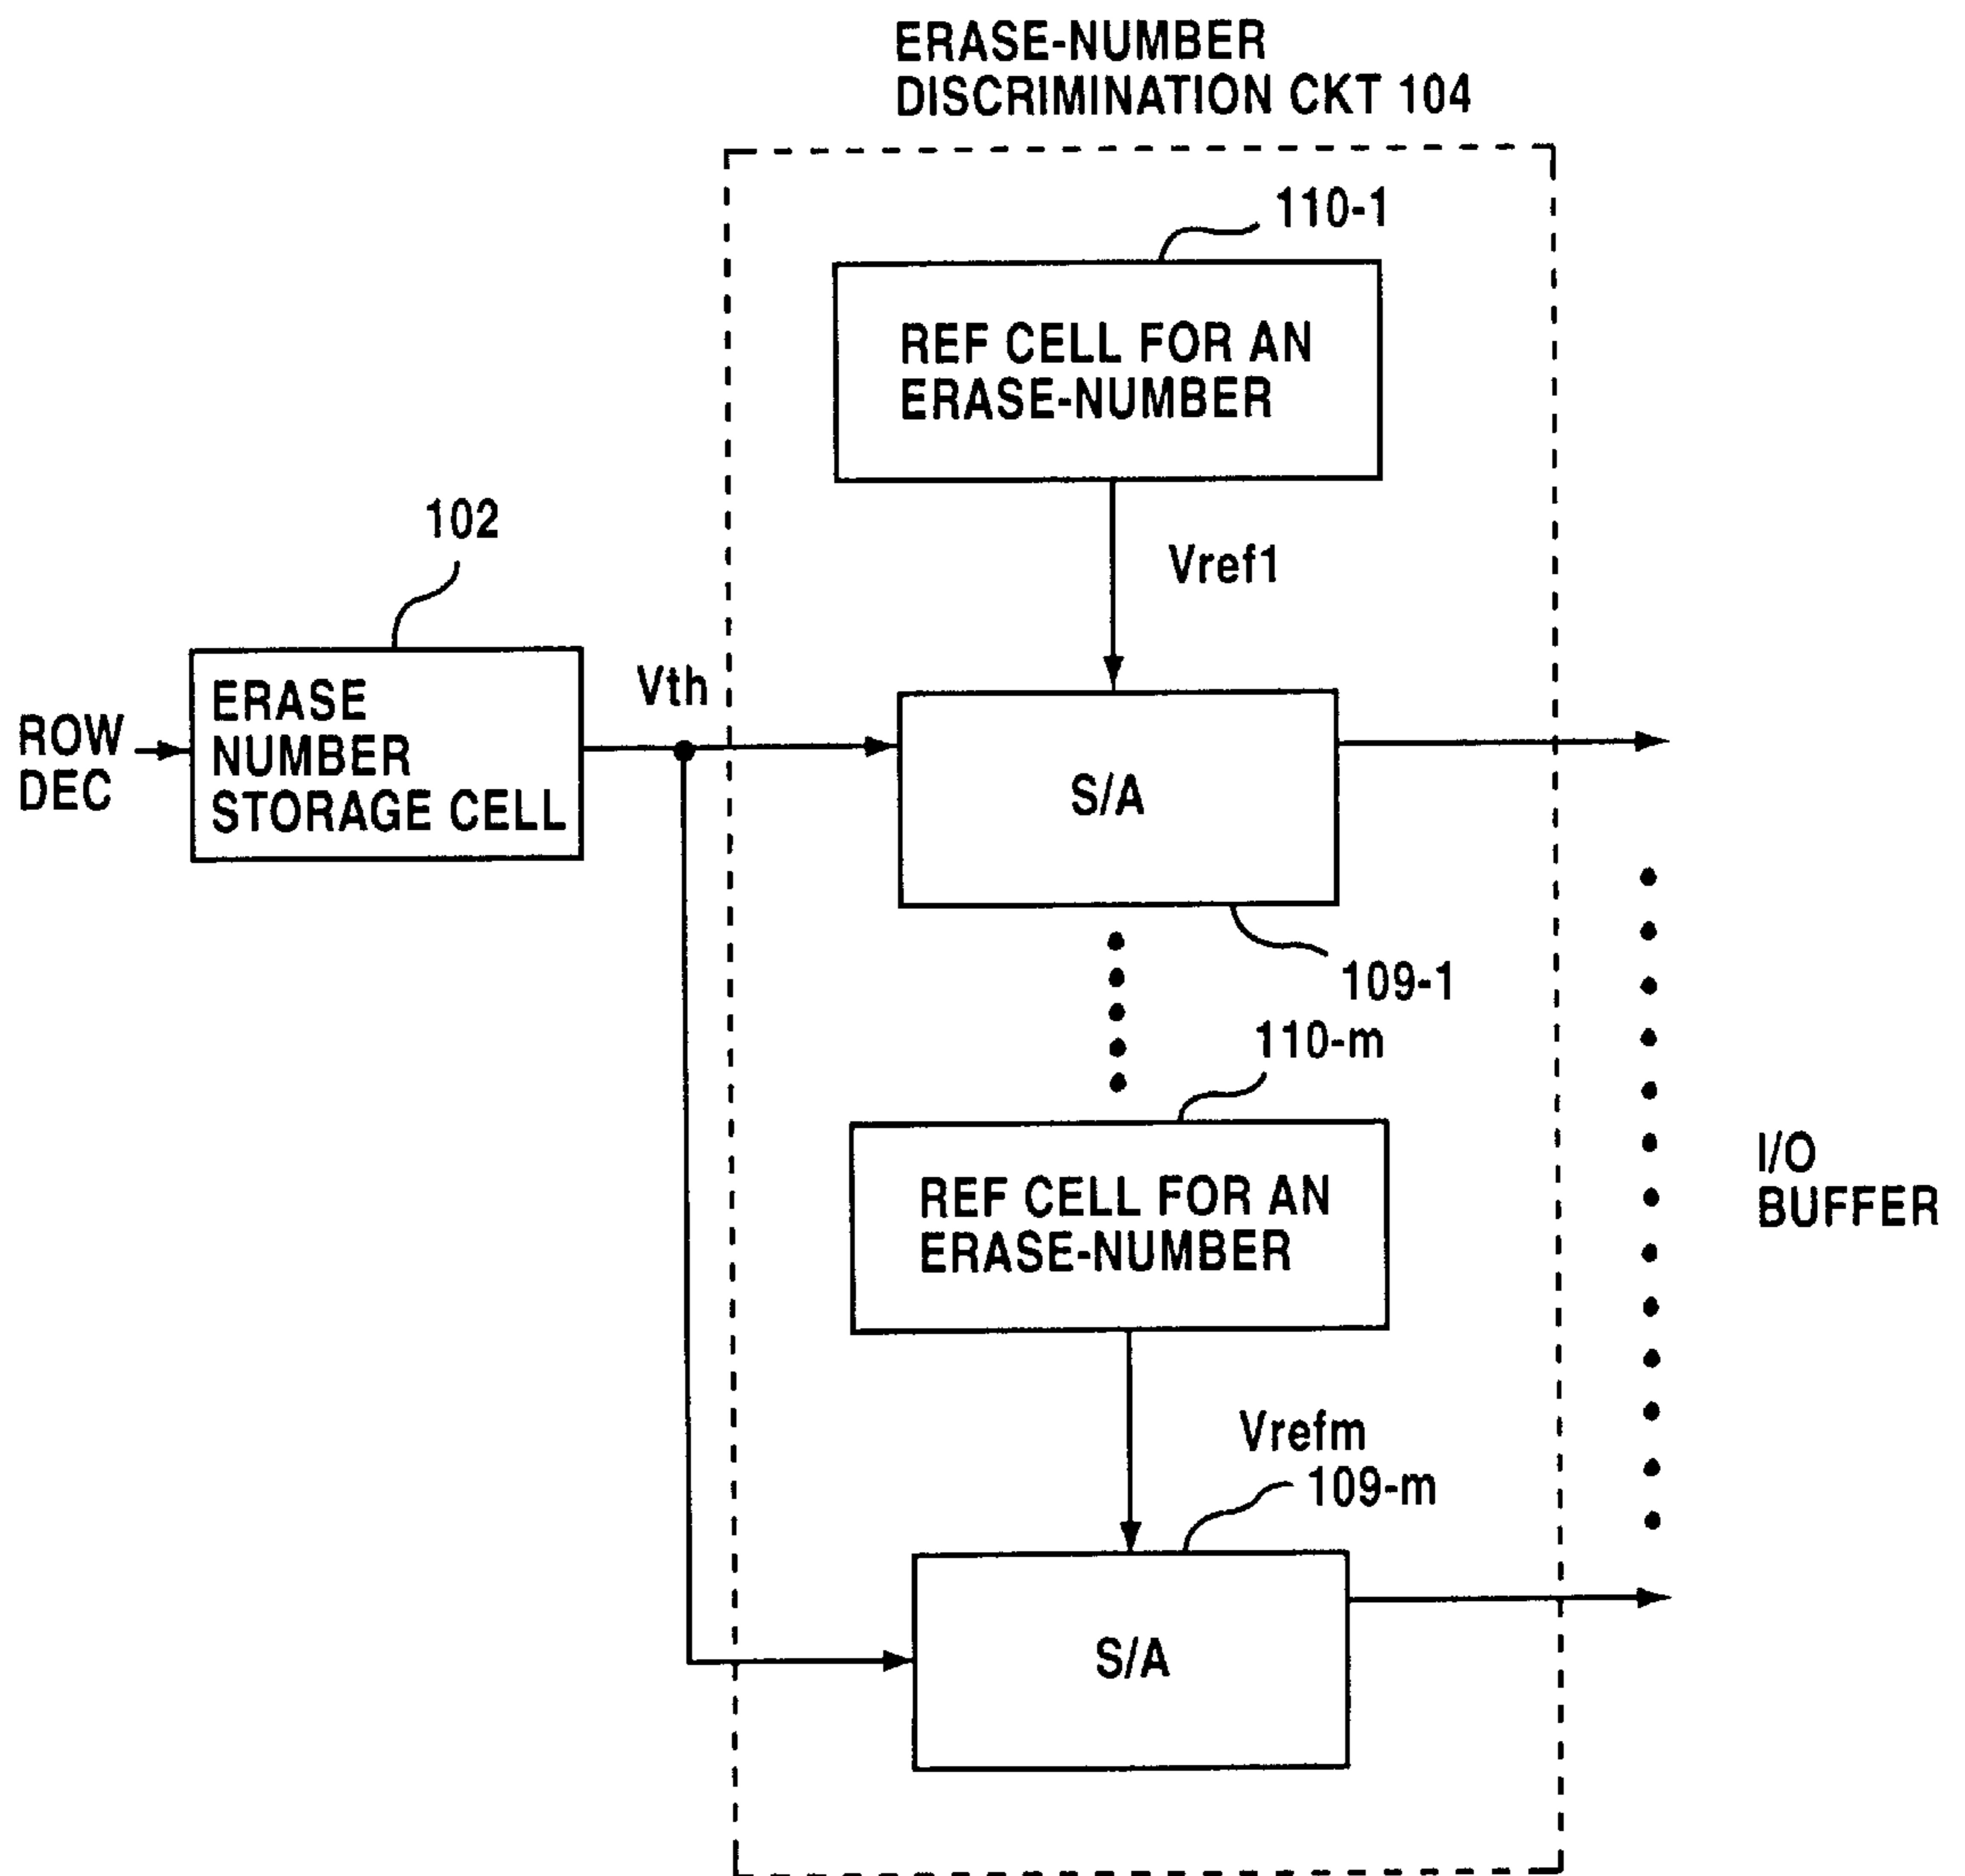 ERASE-NUMBER
DISCRIMINATION CKT 104
110-1
REF CELL FOR AN
ERASE-NUMBER
102
Vref1
Vth
ROW
DEC
ERASE
NUMBER
STORAGE CELL
S/A
109-1
110-m
I/O
BUFFER
REF CELL FOR AN
ERASE-NUMBER
Vrefm
109-m
S/A